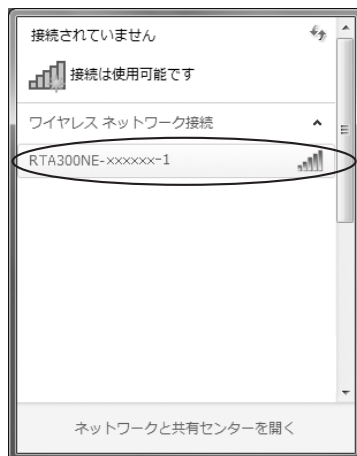 接続されていません
接続は使用可能です
ワイヤレス ネットワーク接続
RTA300NE-××××××-1
ネットワークと共有センターを開く